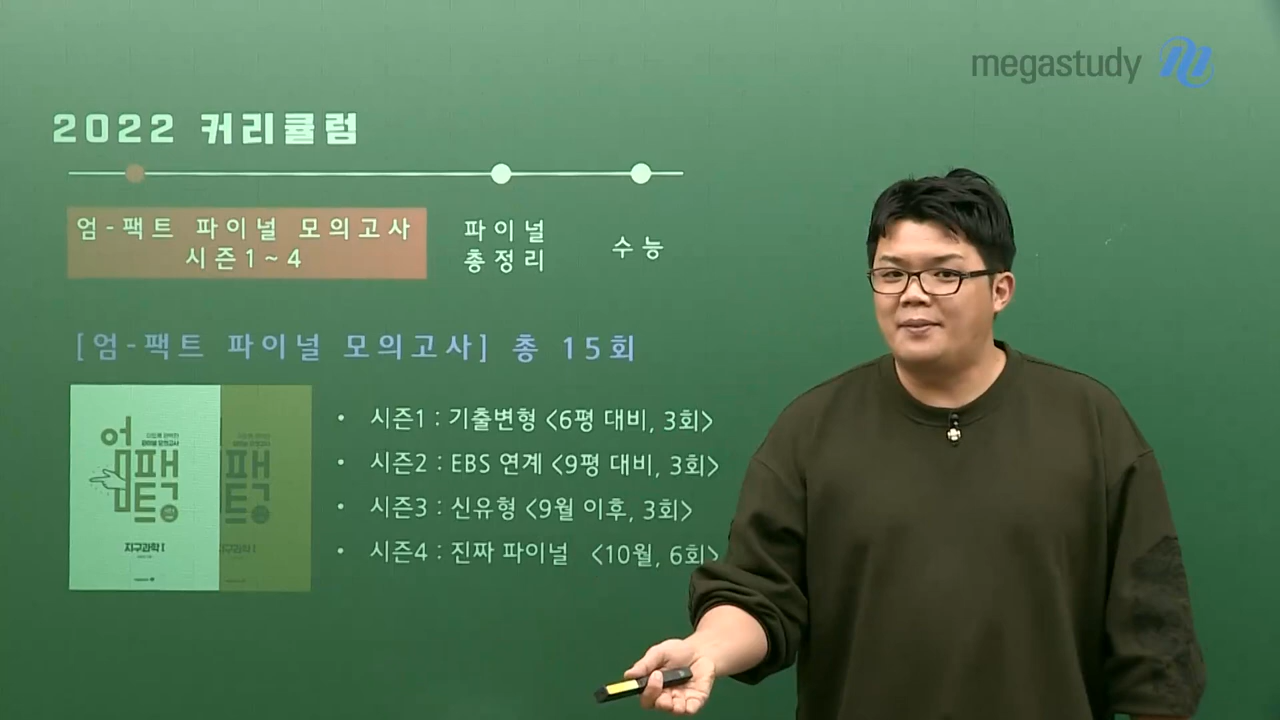 megastudy
2022 커리큘럼
엄-팩트 파이널 모의고사
시즌1~4
파이널
총정리
수능
[엄-팩트 파이널 모의고사] 총 15회
• 시즌1 : 기출변형 <6평 대비, 3회>
• 시즌2 : EBS 연계 <9평 대비, 3회>
• 시즌3 : 신유형 <9월 이후, 3회>
• 시즌4 : 진짜 파이널 <10월, 6회>
엄
팩
트
지구과학 I